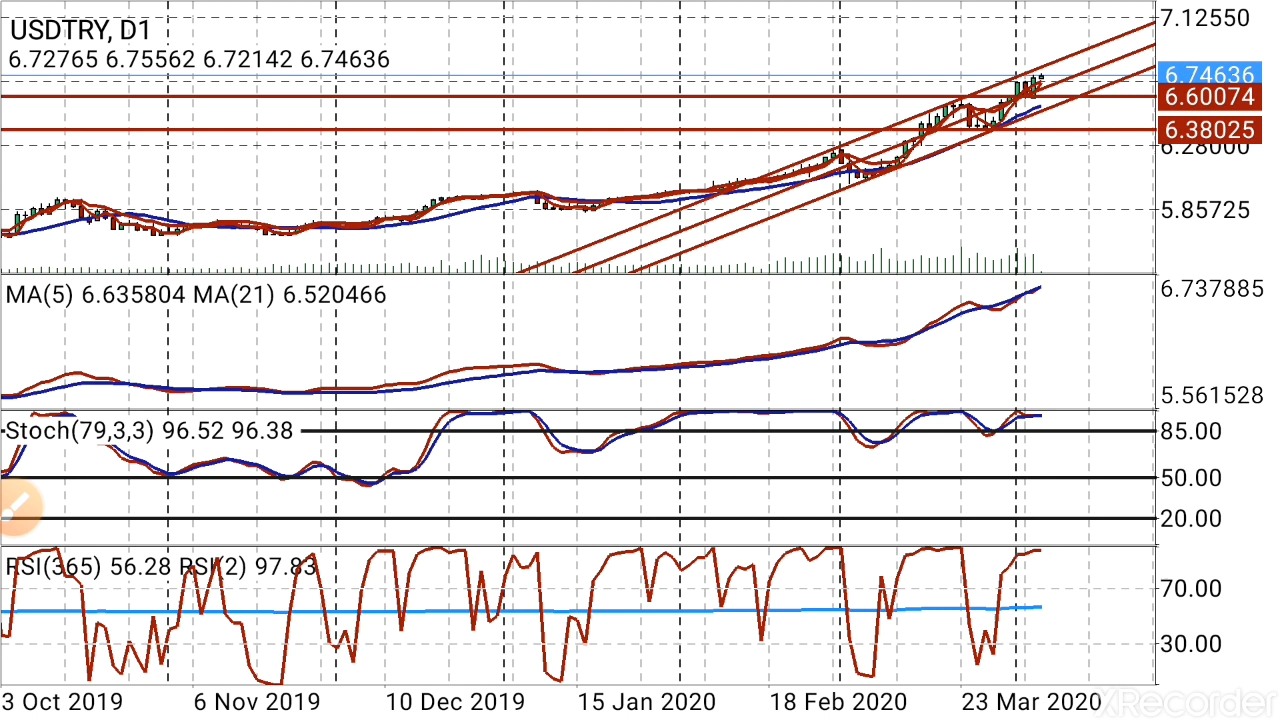 USDTRY, D1
6.72765 6.75562 6.72142 6.74636
7.12550
6.74636
6.60074
6.38025
6.28000
5.85725
MA(5) 6.635804 MA(21) 6.520466
6.737885
5.561528
Stoch(79,3,3) 96.52 96.38
85.00
50.00
20.00
RSI(365) 56.28 RSI(2) 97.83
70.00
30.00
3 Oct 2019 6 Nov 2019 10 Dec 2019 15 Jan 2020 18 Feb 2020 23 Mar 2020
XRecorder